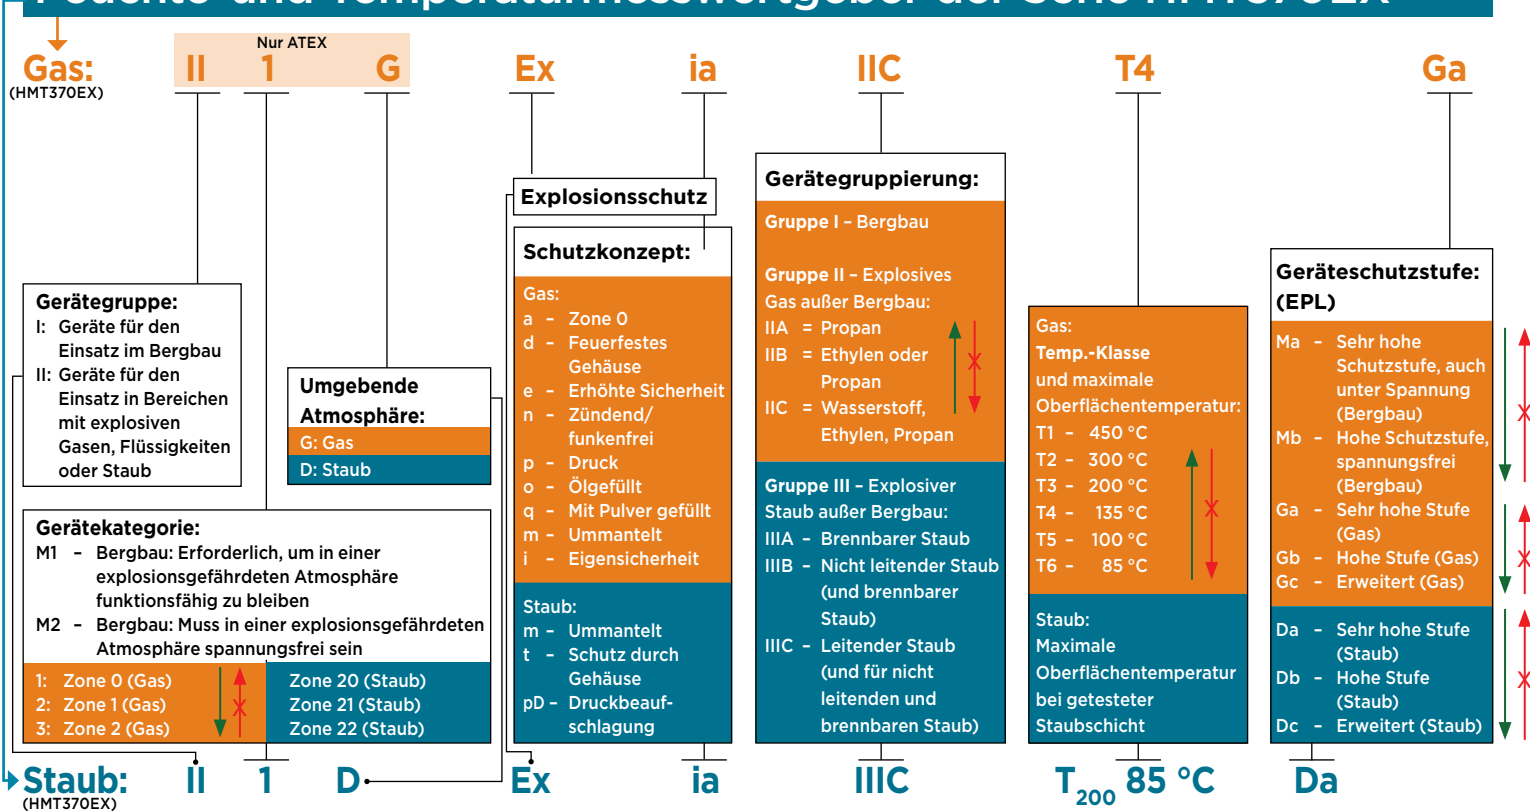 Feuchte- und Temperaturmesswertgeber der Serie HMT370EX
Nur ATEX
Gas: II 1 G Ex ia IIC T4 Ga
(HMT370EX)
Gerätegruppe:
I: Geräte für den
Einsatz im Bergbau
II: Geräte für den
Einsatz in Bereichen
mit explosiven
Gasen, Flüssigkeiten
oder Staub
Umgebende
Atmosphäre:
G: Gas
D: Staub
Gerätekategorie:
M1 – Bergbau: Erforderlich, um in einer
explosionsgefährdeten Atmosphäre
funktionsfähig zu bleiben
M2 – Bergbau: Muss in einer explosionsgefährdeten
Atmosphäre spannungsfrei sein
1: Zone 0 (Gas) Zone 20 (Staub)
2: Zone 1 (Gas) Zone 21 (Staub)
3: Zone 2 (Gas) Zone 22 (Staub)
Explosionsschutz
Schutzkonzept:
Gas:
a – Zone 0
d – Feuerfestes
Gehäuse
e – Erhöhte Sicherheit
n – Zündend/
funkenfrei
p – Druck
o – Ölgefüllt
q – Mit Pulver gefüllt
m – Ummantelt
i – Eigensicherheit
Staub:
m – Ummantelt
t – Schutz durch
Gehäuse
pD – Druckbeauf-
schlagung
Gerätegruppierung:
Gruppe I – Bergbau
Gruppe II – Explosives
Gas außer Bergbau:
IIA = Propan
IIB = Ethylen oder
Propan
IIC = Wasserstoff,
Ethylen, Propan
Gruppe III – Explosiver
Staub außer Bergbau:
IIIA – Brennbarer Staub
IIIB – Nicht leitender Staub
(und brennbarer
Staub)
IIIC – Leitender Staub
(und für nicht
leitenden und
brennbaren Staub)
Gas:
Temp.-Klasse
und maximale
Oberflächentemperatur:
T1 – 450 °C
T2 – 300 °C
T3 – 200 °C
T4 – 135 °C
T5 – 100 °C
T6 – 85 °C
Staub:
Maximale
Oberflächentemperatur
bei getesteter
Staubschicht
Geräteschutzstufe:
(EPL)
Ma – Sehr hohe
Schutzstufe, auch
unter Spannung
(Bergbau)
Mb – Hohe Schutzstufe,
spannungsfrei
(Bergbau)
Ga – Sehr hohe Stufe
(Gas)
Gb – Hohe Stufe (Gas)
Gc – Erweitert (Gas)
Da – Sehr hohe Stufe
(Staub)
Db – Hohe Stufe
(Staub)
Dc – Erweitert (Staub)
Staub: II 1 D Ex ia IIIC T200 85 °C Da
(HMT370EX)